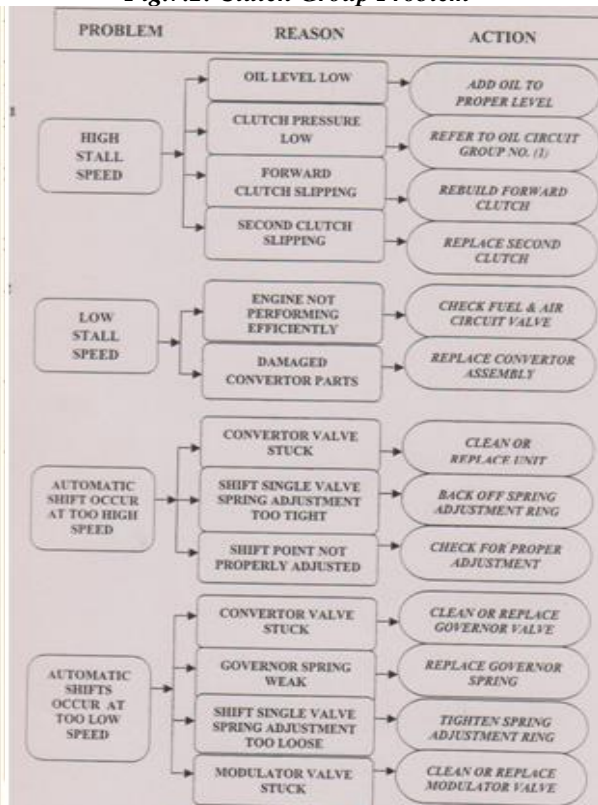 PROBLEM REASON ACTION
HIGH
STALL
SPEED
OIL LEVEL LOW
ADD OIL TO
PROPER LEVEL
CLUTCH PRESSURE
LOW
REFER TO OIL CIRCUIT
GROUP NO. (1)
FORWARD
CLUTCH SLIPPING
REBUILD FORWARD
CLUTCH
SECOND CLUTCH
SLIPPING
REPLACE SECOND
CLUTCH
LOW
STALL
SPEED
ENGINE NOT
PERFORMING
EFFICIENTLY
CHECK FUEL & AIR
CIRCUIT VALVE
DAMAGED
CONVERTOR PARTS
REPLACE CONVERTOR
ASSEMBLY
AUTOMATIC
SHIFT OCCUR
AT TOO HIGH
SPEED
CONVERTOR VALVE
STUCK
CLEAN OR
REPLACE UNIT
SHIFT SINGLE VALVE
SPRING ADJUSTMENT
TOO TIGHT
BACK OFF SPRING
ADJUSTMENT RING
SHIFT POINT NOT
PROPERLY ADJUSTED
CHECK FOR PROPER
ADJUSTMENT
AUTOMATIC
SHIFTS
OCCUR AT
TOO LOW
SPEED
CONVERTOR VALVE
STUCK
CLEAN OR REPLACE
GOVERNOR VALVE
GOVERNOR SPRING
WEAK
REPLACE GOVERNOR
SPRING
SHIFT SINGLE VALVE
SPRING ADJUSTMENT
TOO LOOSE
TIGHTEN SPRING
ADJUSTMENT RING
MODULATOR VALVE
STUCK
CLEAN OR REPLACE
MODULATOR VALVE